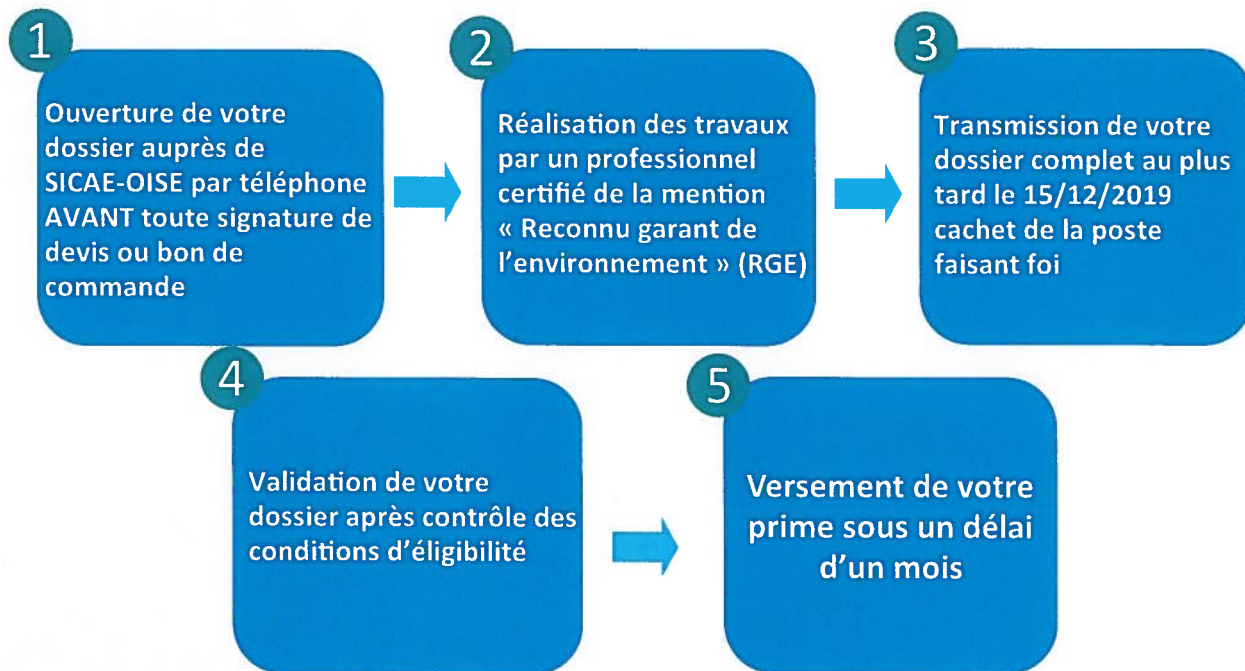 1
Ouverture de votre
dossier auprès de
SICAE-OISE par téléphone
AVANT toute signature de
devis ou bon de
commande
2
Réalisation des travaux
par un professionnel
certifié de la mention
« Reconnu garant de
l'environnement » (RGE)
3
Transmission de votre
dossier complet au plus
tard le 15/12/2019
cachet de la poste
faisant foi
4
Validation de votre
dossier après contrôle des
conditions d'éligibilité
5
Versement de votre
prime sous un délai
d'un mois